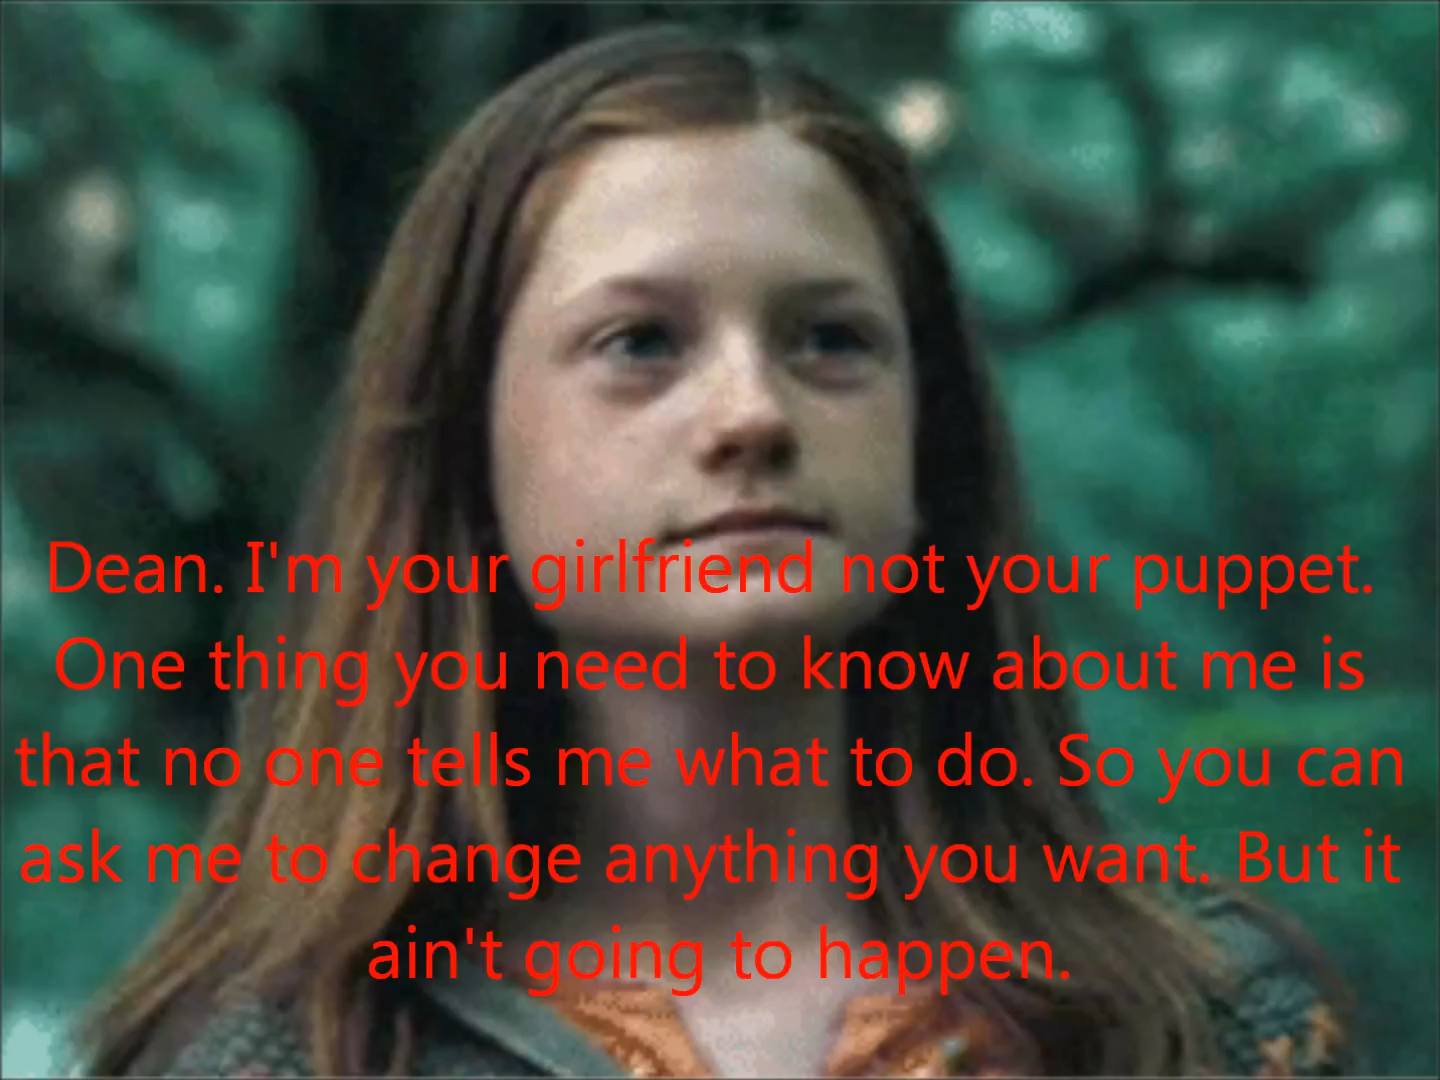 Dean. I'm your girlfriend not your puppet.
One thing you need to know about me is
that no one tells me what to do. So you can
ask me to change anything you want. But it
ain't going to happen.